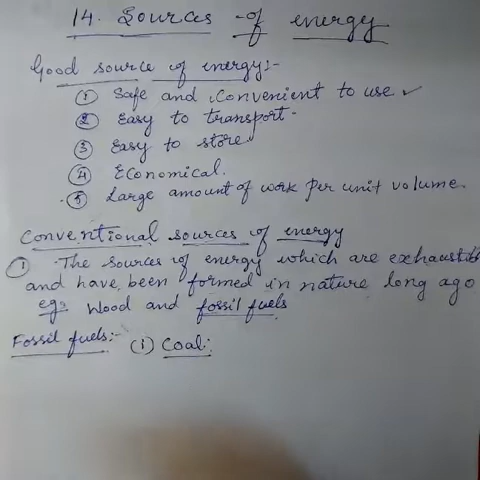 14. Sources of energy
Good source of energy:-
① Safe and convenient to use ✓
② Easy to transport.
③ Easy to store
④ Economical.
⑤ Large amount of work per unit volume.
Conventional sources of energy
① The sources of energy which are exhaustible
and have been formed in nature long ago
eg: Wood and fossil fuels
Fossil fuels:- (1) Coal: